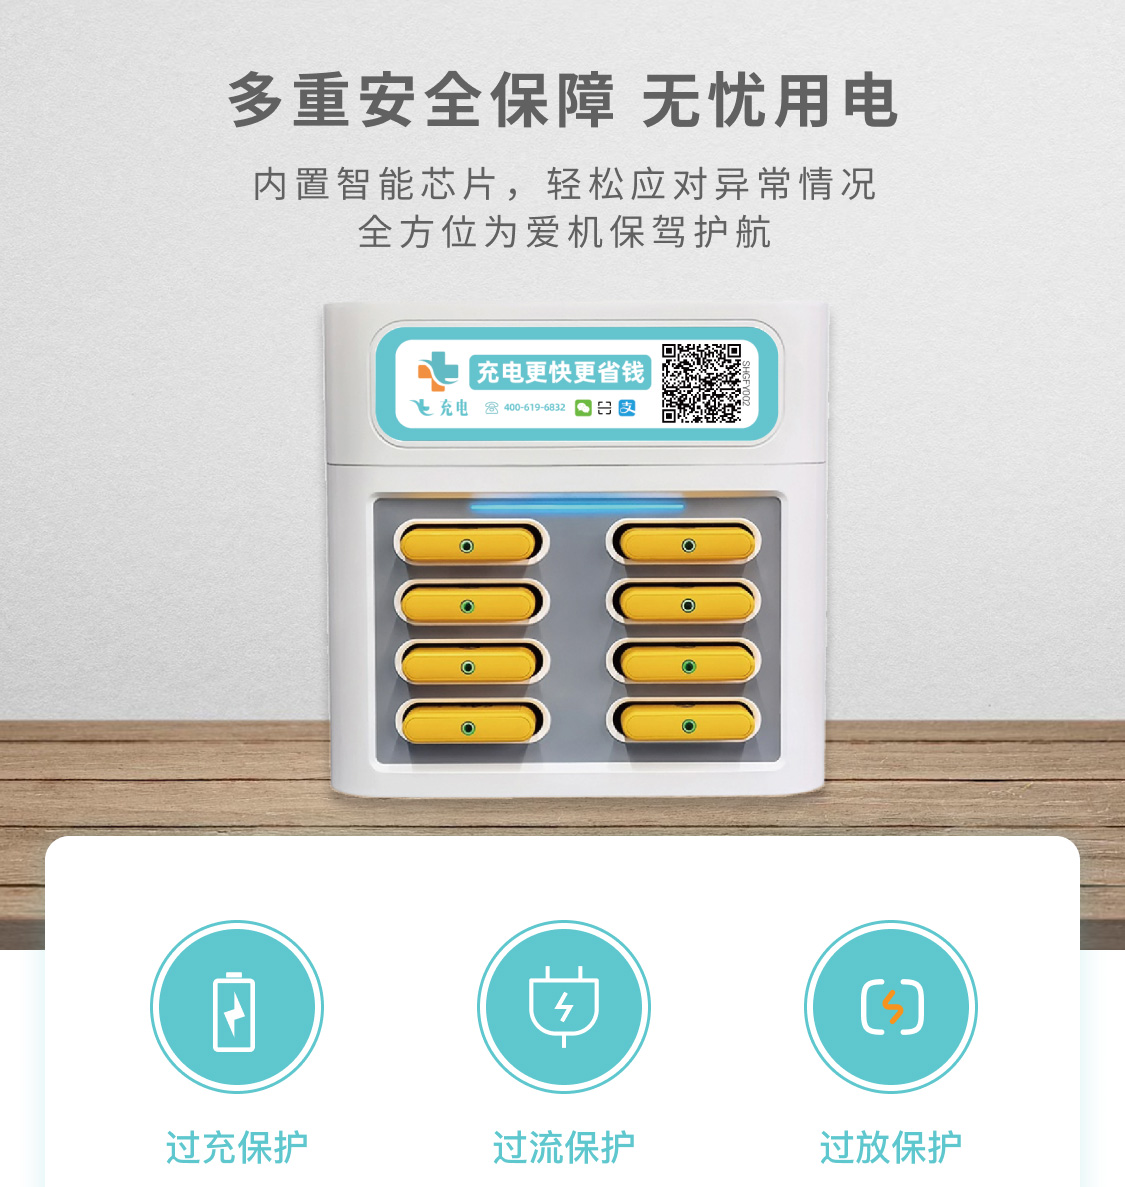 多重安全保障 无忧用电
内置智能芯片，轻松应对异常情况
全方位为爱机保驾护航
充电更快更省钱
充电
400-619-6832
支
SHGFY002
过充保护
过流保护
过放保护